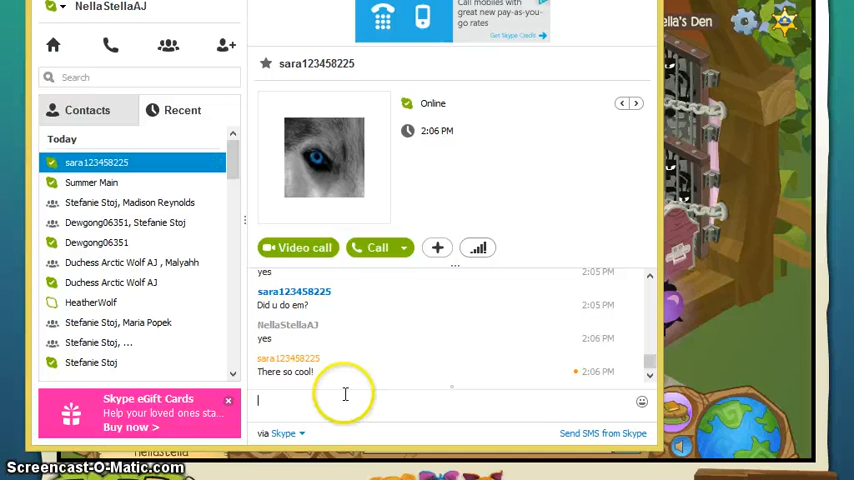 NellaStellaAJ
Call mobiles with
great new pay-as-you-
go rates
Get Skype Credit
ella's Den
Search
sara123458225
Contacts
Recent
Online
2:06 PM
Today
sara123458225
Summer Main
Stefanie Stoj, Madison Reynolds
Dewgong06351, Stefanie Stoj
Dewgong06351
Duchess Arctic Wolf AJ , Malyahh
Duchess Arctic Wolf AJ
HeatherWolf
Stefanie Stoj, Maria Popek
Stefanie Stoj, ...
Stefanie Stoj
Video call
Call
yes 2:05 PM
sara123458225
Did u do em? 2:05 PM
NellaStellaAJ
yes 2:06 PM
sara123458225
There so cool! 2:06 PM
Skype eGift Cards
Help your loved ones sta...
Buy now >
via Skype
Send SMS from Skype
nellastella
Screencast-O-Matic.com